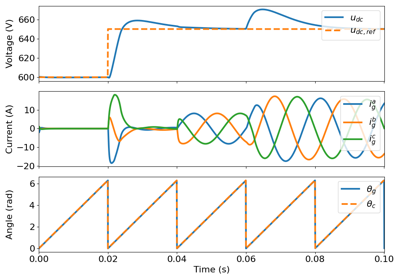 Voltage (V)
660
640
620
600
u_dc
u_dc,ref
Current (A)
10
0
−10
−20
i_g^a
i_g^b
i_g^c
Angle (rad)
6
4
2
0
θ_g
θ_c
0.00 0.02 0.04 0.06 0.08 0.10
Time (s)